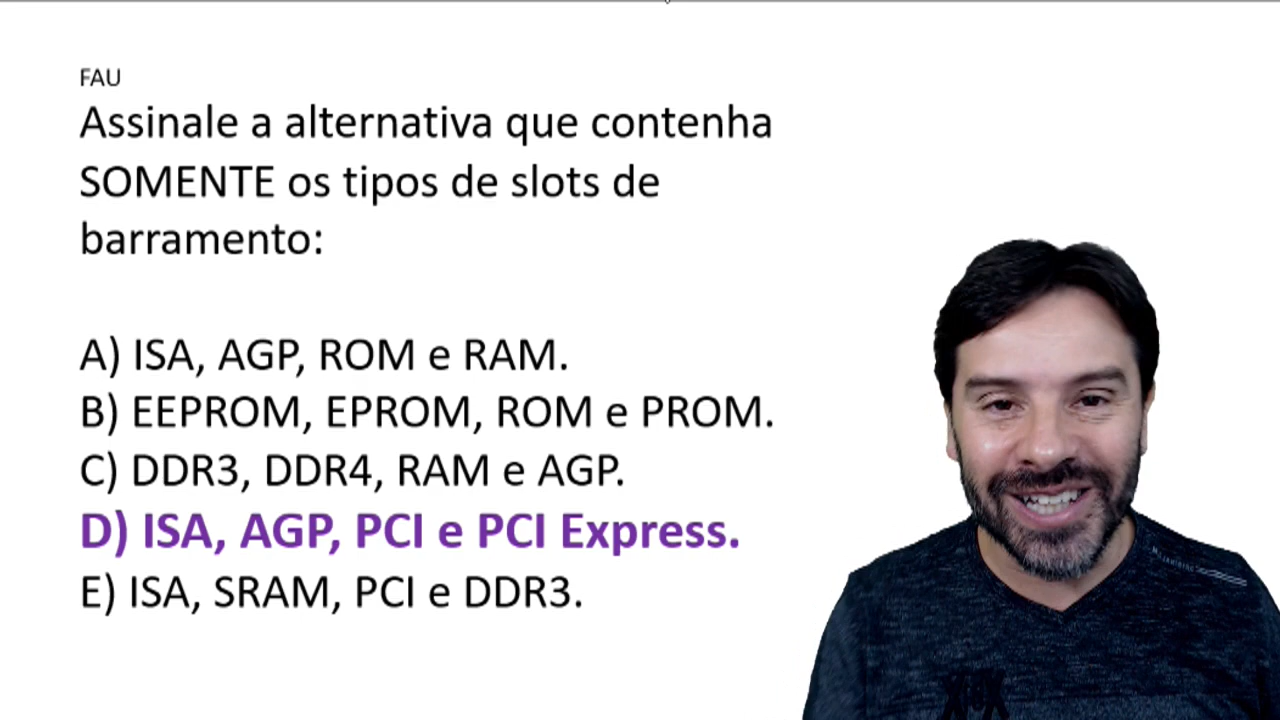 FAU
Assinale a alternativa que contenha
SOMENTE os tipos de slots de
barramento:
A) ISA, AGP, ROM e RAM.
B) EEPROM, EPROM, ROM e PROM.
C) DDR3, DDR4, RAM e AGP.
D) ISA, AGP, PCI e PCI Express.
E) ISA, SRAM, PCI e DDR3.